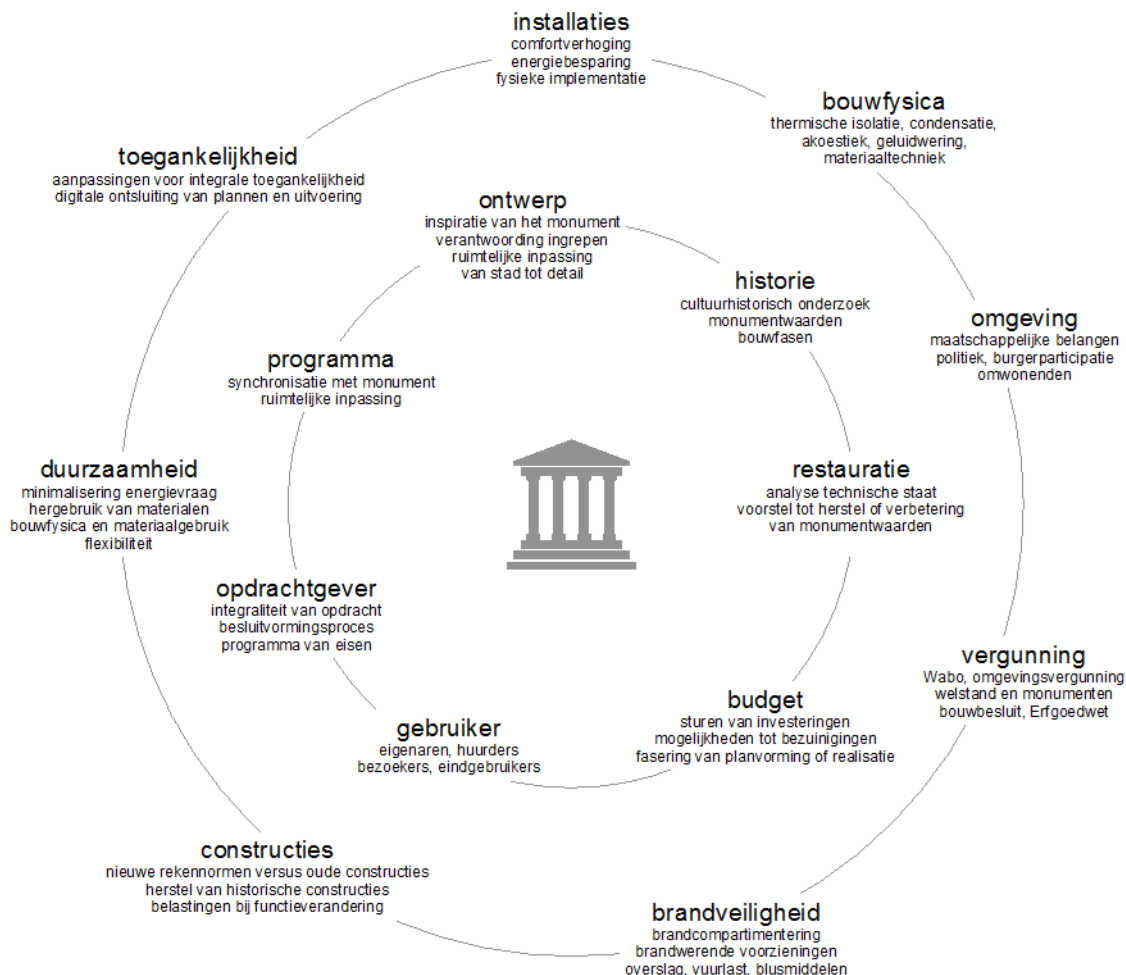 installaties
comfortverhoging
energiebesparing
fysieke implementatie
bouwfysica
thermische isolatie, condensatie,
akoestiek, geluidwering,
materiaaltechniek
toegankelijkheid
aanpassingen voor integrale toegankelijkheid
digitale ontsluiting van plannen en uitvoering
ontwerp
inspiratie van het monument
verantwoording ingrepen
ruimtelijke inpassing
van stad tot detail
historie
cultuurhistorisch onderzoek
monumentwaarden
bouwfasen
omgeving
maatschappelijke belangen
politiek, burgerparticipatie
omwonenden
programma
synchronisatie met monument
ruimtelijke inpassing
duurzaamheid
minimalisering energievraag
hergebruik van materialen
bouwfysica en materiaalgebruik
flexibiliteit
restauratie
analyse technische staat
voorstel tot herstel of verbetering
van monumentwaarden
opdrachtgever
integraliteit van opdracht
besluitvormingsproces
programma van eisen
vergunning
Wabo, omgevingsvergunning
welstand en monumenten
bouwbesluit, Erfgoedwet
budget
sturen van investeringen
mogelijkheden tot bezuinigingen
fasering van planvorming of realisatie
gebruiker
eigenaren, huurders
bezoekers, eindgebruikers
constructies
nieuwe rekennormen versus oude constructies
herstel van historische constructies
belastingen bij functieverandering
brandveiligheid
brandcompartimentering
brandwerende voorzieningen
overslag, vuurlast, blusmiddelen